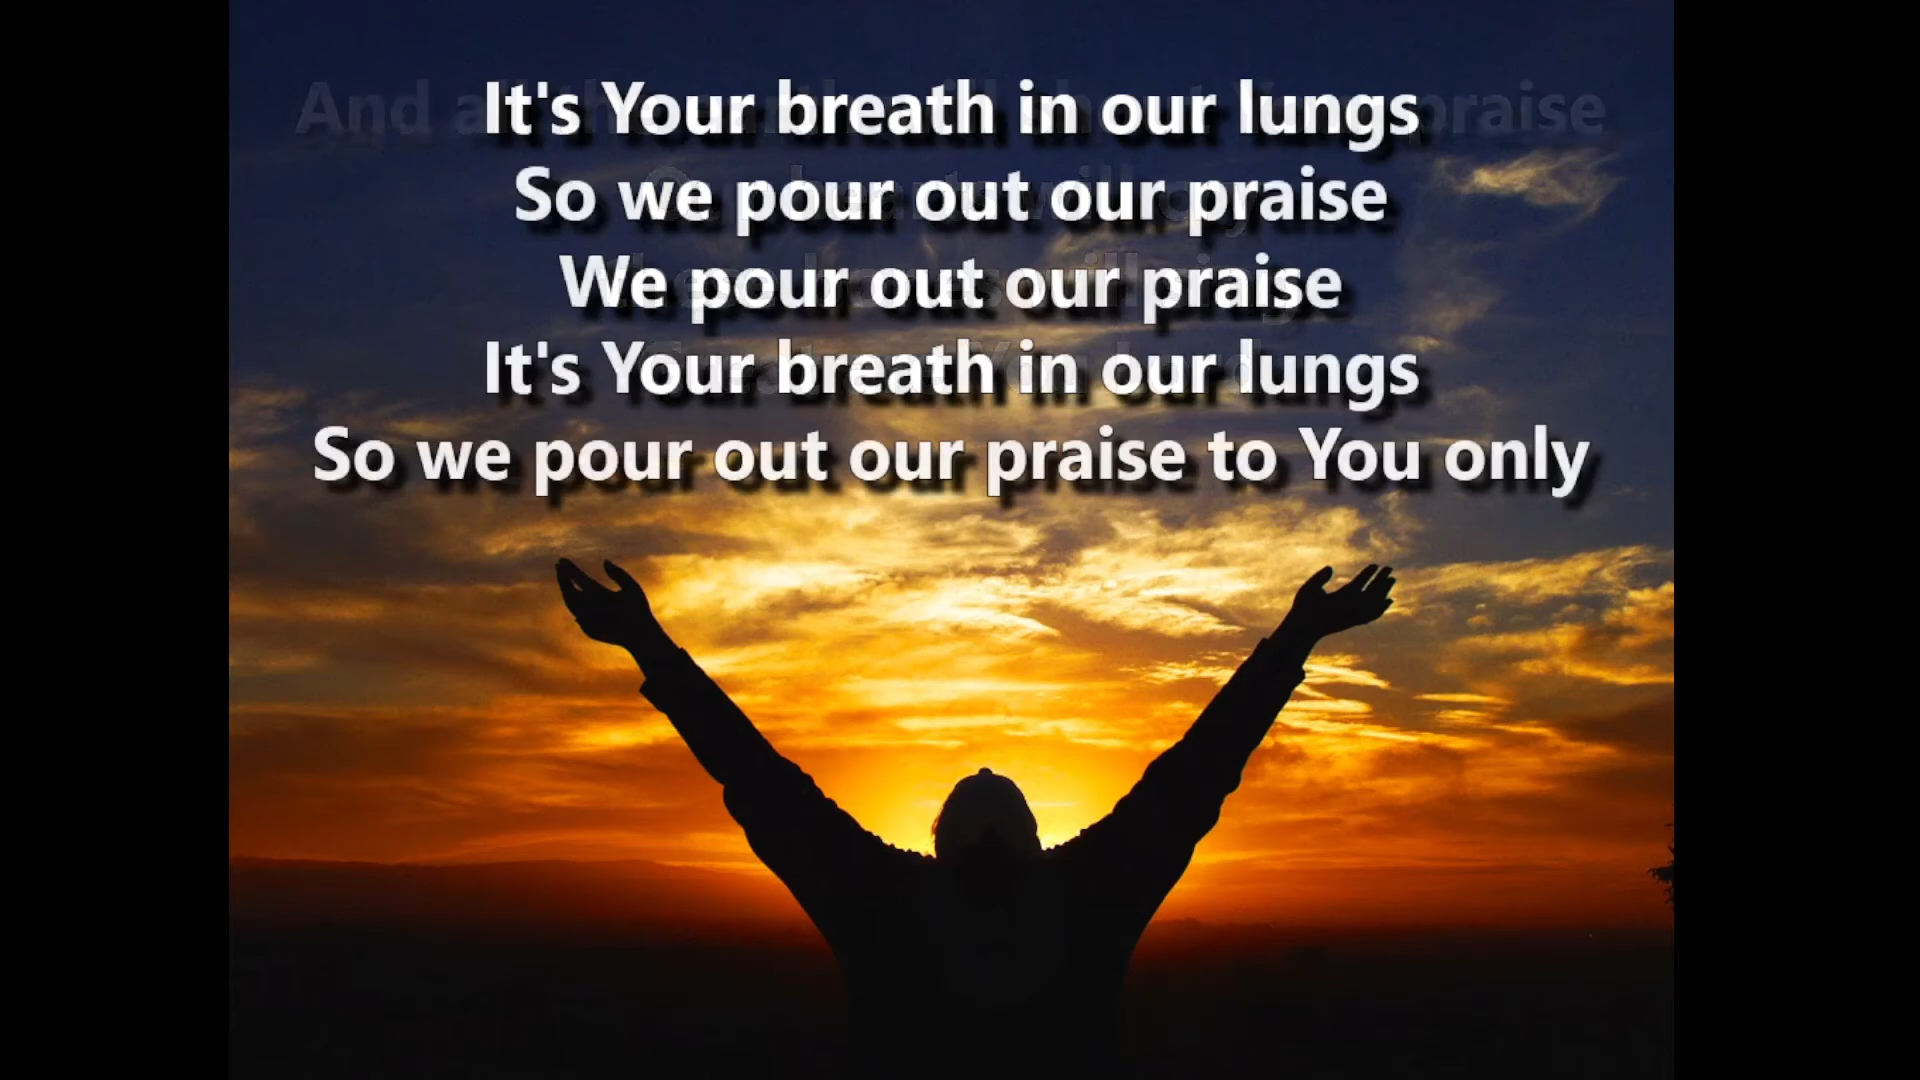 It's Your breath in our lungs
So we pour out our praise
We pour out our praise
It's Your breath in our lungs
So we pour out our praise to You only